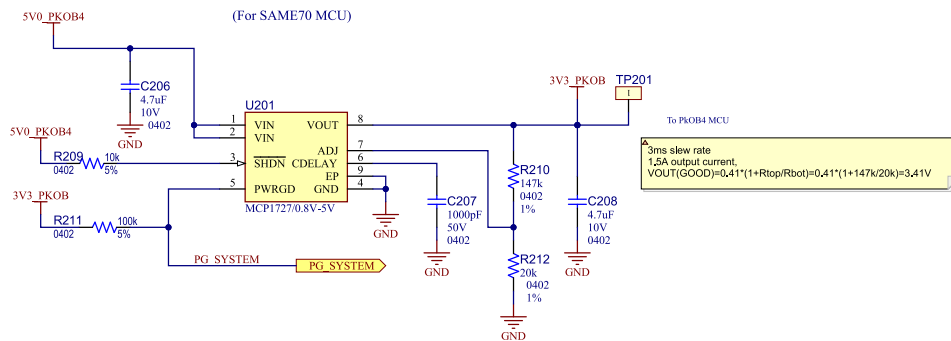 (For SAME70 MCU)
5V0_PKOB4
C206
4.7uF
10V
0402
GND
U201
1 VIN VOUT 8
2 VIN
ADJ 7
3 SHDN CDELAY 6
EP 9
5 PWRGD GND 4
MCP1727/0.8V-5V
5V0_PKOB4
R209 10k
0402 5%
3V3_PKOB
R211 100k
0402 5%
PG_SYSTEM
PG_SYSTEM
GND
C207
1000pF
50V
0402
GND
R210
147k
0402
1%
R212
20k
0402
1%
GND
3V3_PKOB
C208
4.7uF
10V
0402
GND
TP201
1
To PkOB4 MCU
3ms slew rate
1.5A output current,
VOUT(GOOD)=0.41*(1+Rtop/Rbot)=0.41*(1+147k/20k)=3.41V